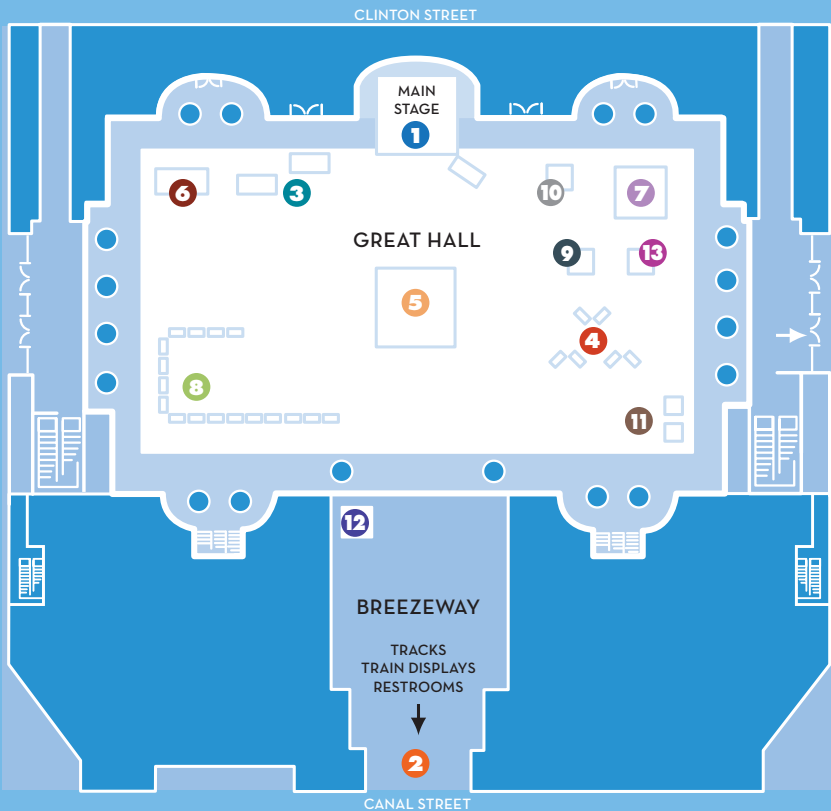 CLINTON STREET
MAIN
STAGE
1
6
3
10
7
GREAT HALL
9
13
5
4
8
11
12
BREEZEWAY
TRACKS
TRAIN DISPLAYS
RESTROOMS
2
CANAL STREET